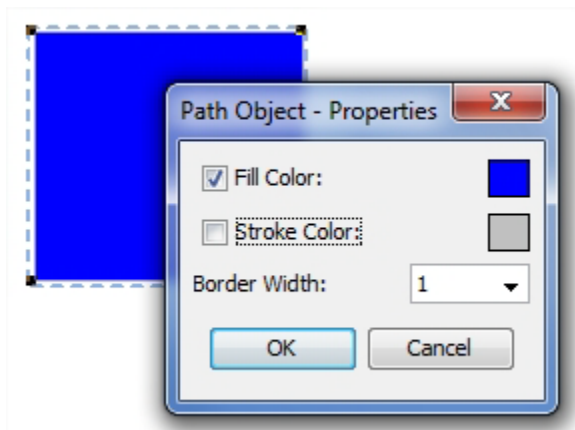 Path Object - Properties
Fill Color:
Stroke Color:
Border Width: 1
OK Cancel